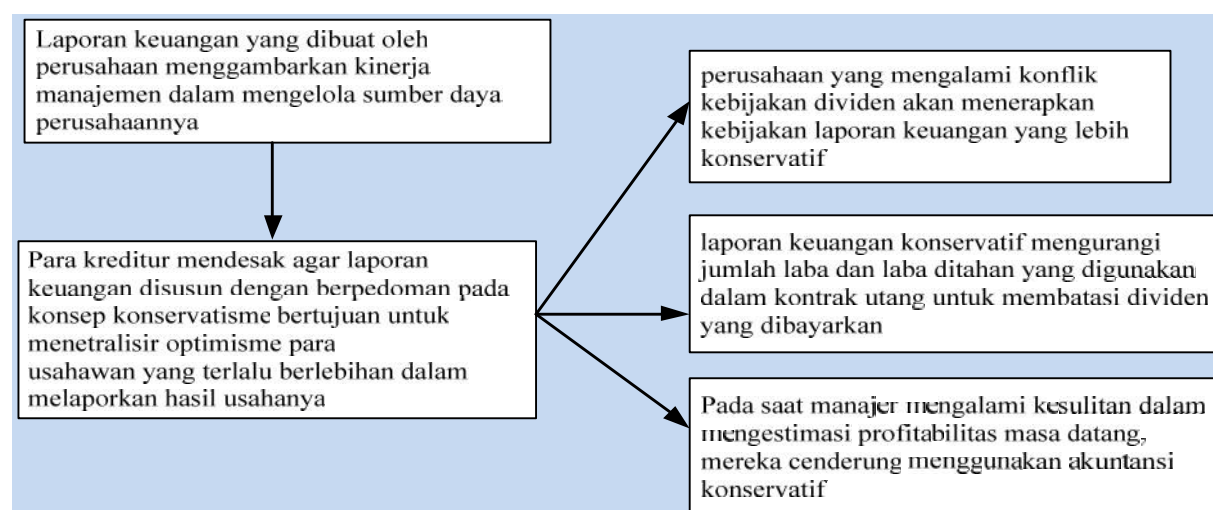 Laporan keuangan yang dibuat oleh
perusahaan menggambarkan kinerja
manajemen dalam mengelola sumber daya
perusahaannya
Para kreditur mendesak agar laporan
keuangan disusun dengan berpedoman pada
konsep konservatisme bertujuan untuk
menetralisir optimisme para
usahawan yang terlalu berlebihan dalam
melaporkan hasil usahanya
perusahaan yang mengalami konflik
kebijakan dividen akan menerapkan
kebijakan laporan keuangan yang lebih
konservatif
laporan keuangan konservatif mengurangi
jumlah laba dan laba ditahan yang digunakan
dalam kontrak utang untuk membatasi dividen
yang dibayarkan
Pada saat manajer mengalami kesulitan dalam
mengestimasi profitabilitas masa datang,
mereka cenderung menggunakan akuntansi
konservatif